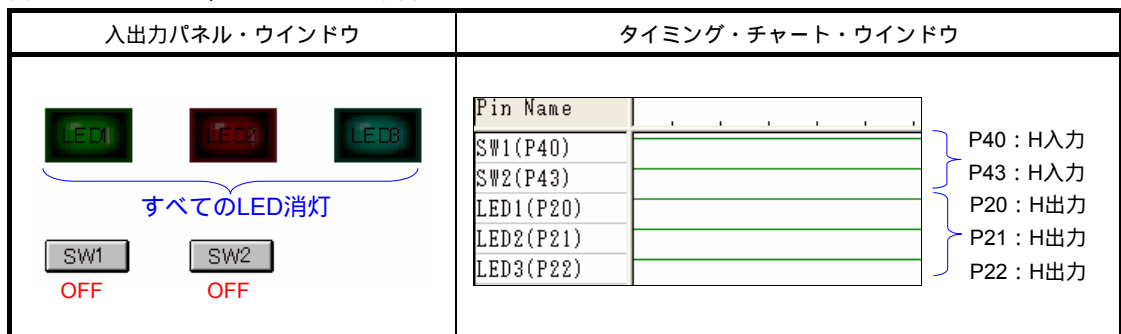 入出力パネル・ウインドウ
タイミング・チャート・ウインドウ
LED1
LED2
LED3
すべてのLED消灯
SW1
SW2
OFF
OFF
Pin Name
SW1(P40)
SW2(P43)
LED1(P20)
LED2(P21)
LED3(P22)
P40：H入力
P43：H入力
P20：H出力
P21：H出力
P22：H出力